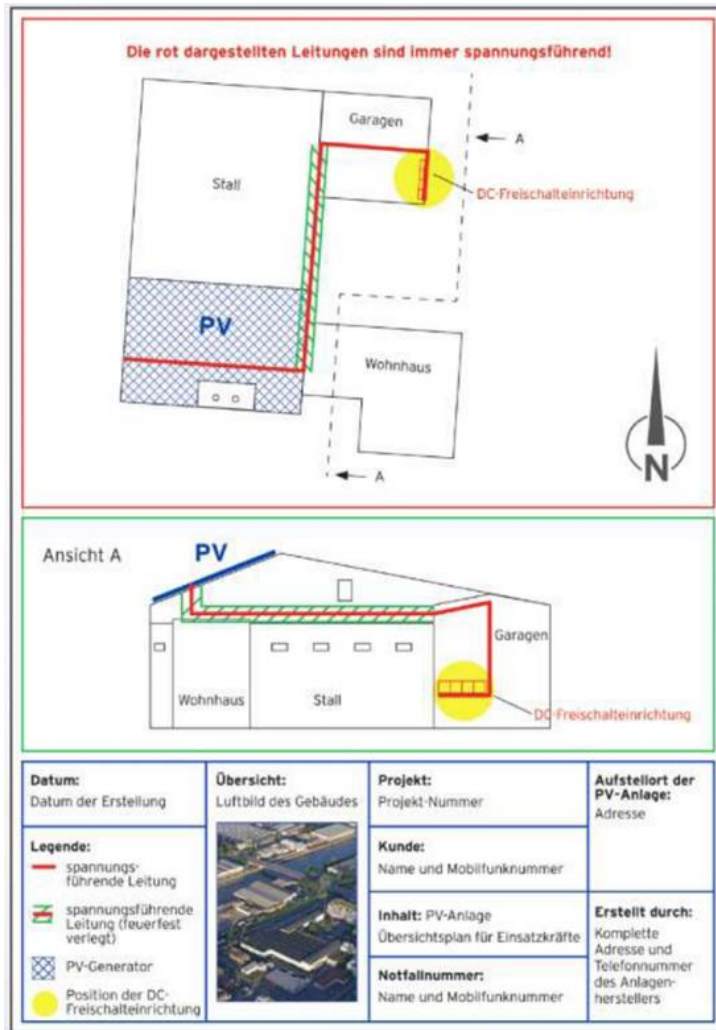 Die rot dargestellten Leitungen sind immer spannungsführend!
Garagen
A
Stall
DC-Freischalteinrichtung
PV
Wohnhaus
A
N
Ansicht A
PV
Garagen
Wohnhaus
Stall
DC-Freischalteinrichtung
Datum:
Datum der Erstellung
Legende:
spannungs-
führende Leitung
spannungsführende
Leitung (feuerfest
verlegt)
PV-Generator
Position der DC-
Freischalteinrichtung
Übersicht:
Luftbild des Gebäudes
Projekt:
Projekt-Nummer
Kunde:
Name und Mobilfunknummer
Inhalt: PV-Anlage
Übersichtsplan für Einsatzkräfte
Notfallnummer:
Name und Mobilfunknummer
Aufstellort der
PV-Anlage:
Adresse
Erstellt durch:
Komplette
Adresse und
Telefonnummer
des Anlagen-
herstellers